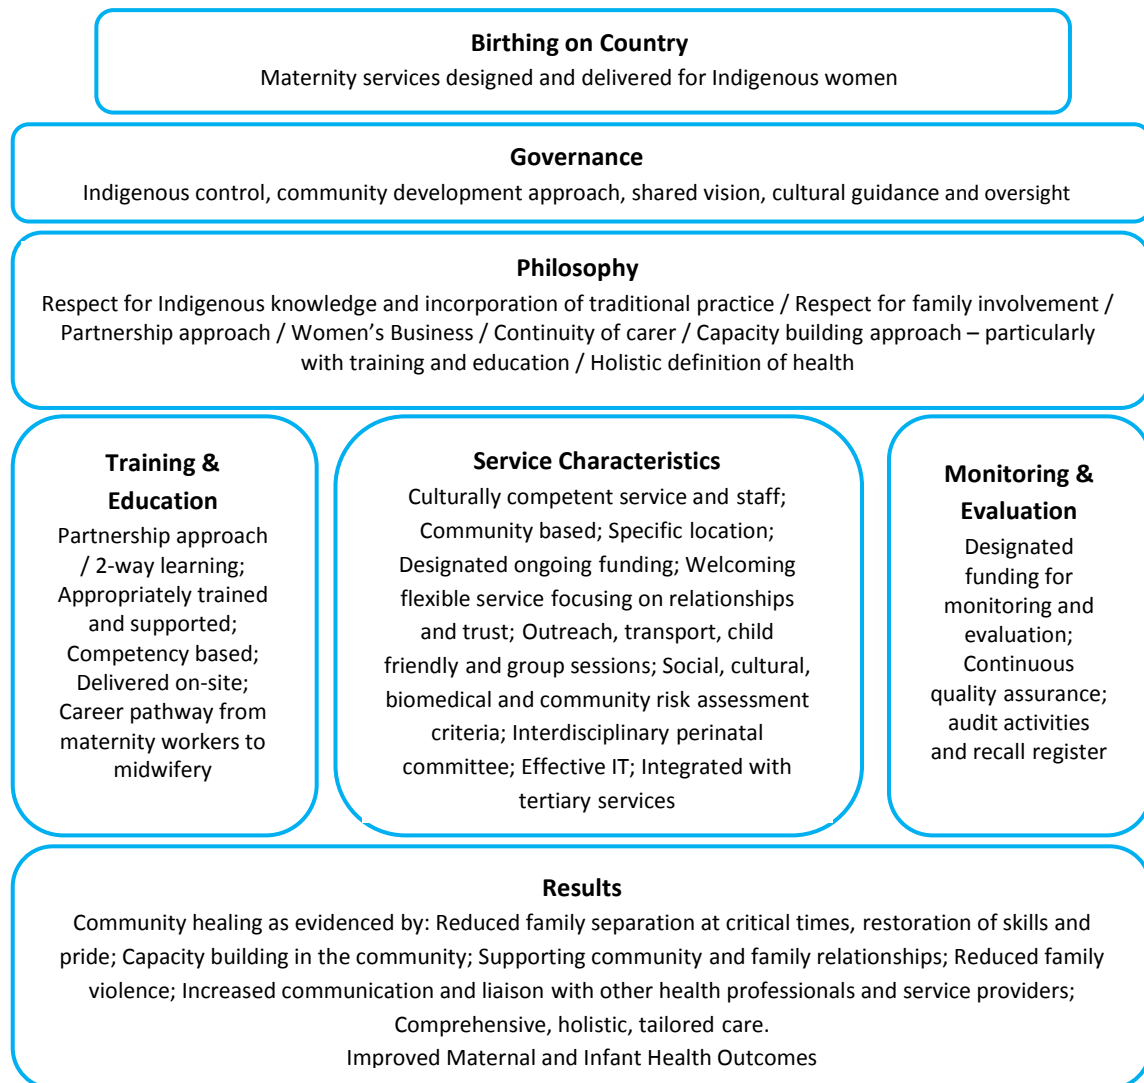 Birthing on Country
Maternity services designed and delivered for Indigenous women
Governance
Indigenous control, community development approach, shared vision, cultural guidance and oversight
Philosophy
Respect for Indigenous knowledge and incorporation of traditional practice / Respect for family involvement /
Partnership approach / Women’s Business / Continuity of carer / Capacity building approach – particularly
with training and education / Holistic definition of health
Training &
Education
Partnership approach
/ 2-way learning;
Appropriately trained
and supported;
Competency based;
Delivered on-site;
Career pathway from
maternity workers to
midwifery
Service Characteristics
Culturally competent service and staff;
Community based; Specific location;
Designated ongoing funding; Welcoming
flexible service focusing on relationships
and trust; Outreach, transport, child
friendly and group sessions; Social, cultural,
biomedical and community risk assessment
criteria; Interdisciplinary perinatal
committee; Effective IT; Integrated with
tertiary services
Monitoring &
Evaluation
Designated
funding for
monitoring and
evaluation;
Continuous
quality assurance;
audit activities
and recall register
Results
Community healing as evidenced by: Reduced family separation at critical times, restoration of skills and
pride; Capacity building in the community; Supporting community and family relationships; Reduced family
violence; Increased communication and liaison with other health professionals and service providers;
Comprehensive, holistic, tailored care.
Improved Maternal and Infant Health Outcomes